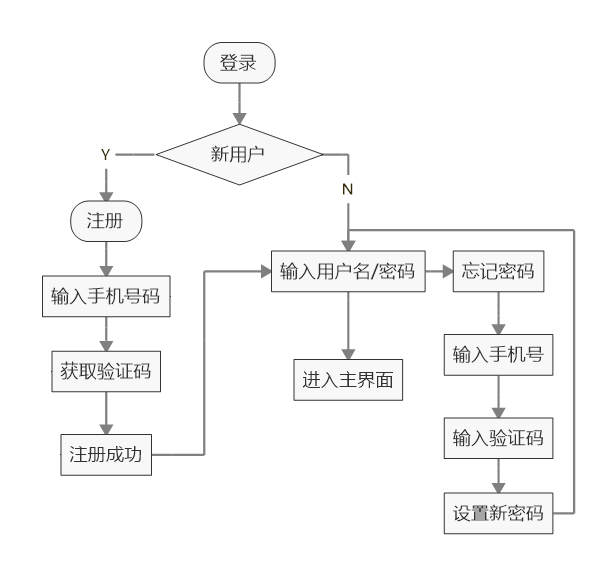 登录
新用户
Y
N
注册
输入手机号码
获取验证码
注册成功
输入用户名/密码
进入主界面
忘记密码
输入手机号
输入验证码
设置新密码